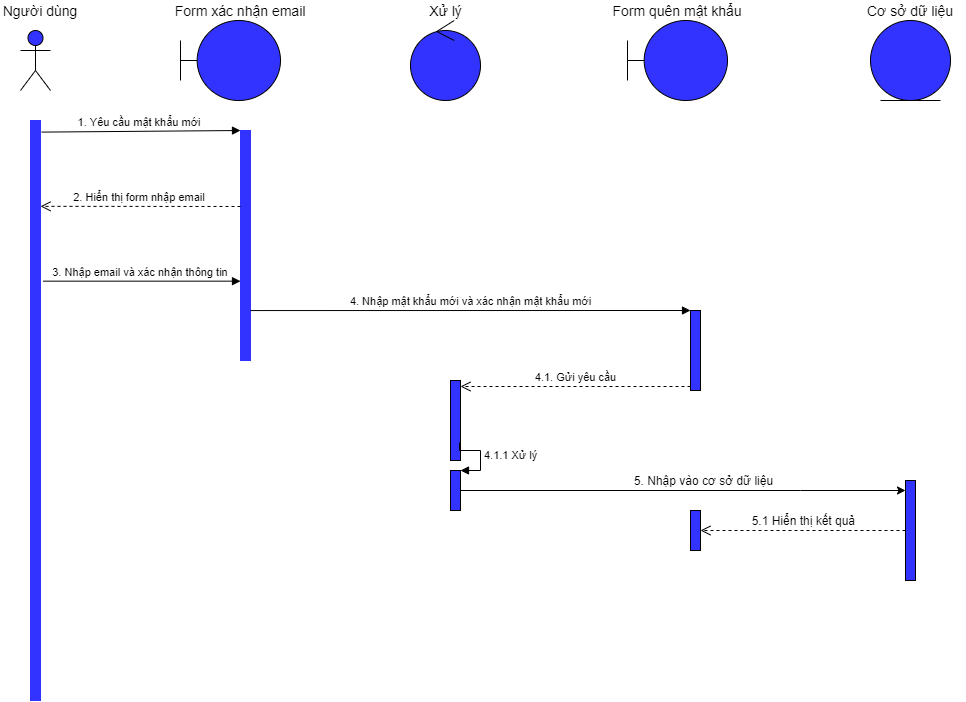 Người dùng
Form xác nhận email
Xử lý
Form quên mật khẩu
Cơ sở dữ liệu
1. Yêu cầu mật khẩu mới
2. Hiển thị form nhập email
3. Nhập email và xác nhận thông tin
4. Nhập mật khẩu mới và xác nhận mật khẩu mới
4.1. Gửi yêu cầu
4.1.1 Xử lý
5. Nhập vào cơ sở dữ liệu
5.1 Hiển thị kết quả